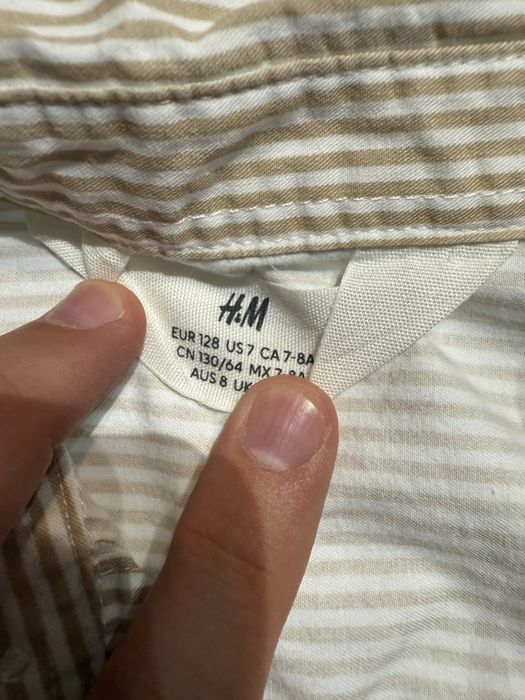 H&M
EUR 128 US 7 CA 7-8A
CN 130/64 MX 7-8A
AUS 8 UK